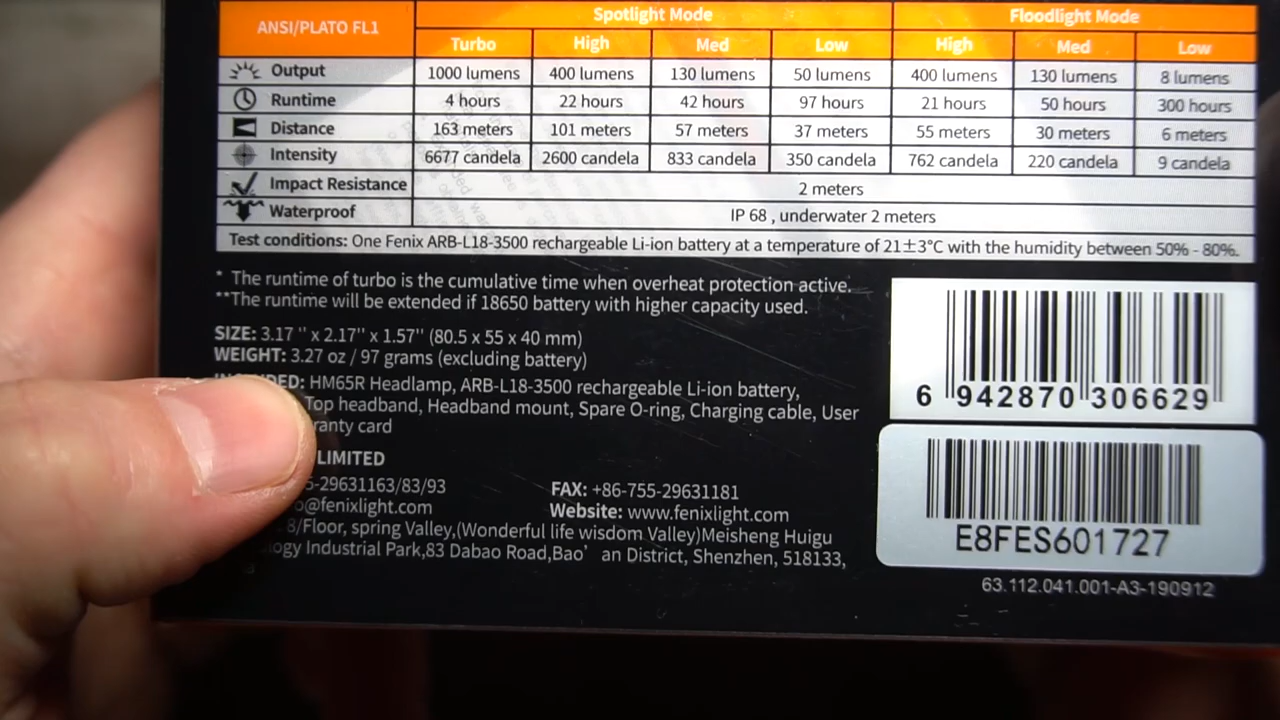 ANSI/PLATO FL1 Spotlight Mode Floodlight Mode
Turbo High Med Low High Med Low
Output 1000 lumens 400 lumens 130 lumens 50 lumens 400 lumens 130 lumens 8 lumens
Runtime 4 hours 22 hours 42 hours 97 hours 21 hours 50 hours 300 hours
Distance 163 meters 101 meters 57 meters 37 meters 55 meters 30 meters 6 meters
Intensity 6677 candela 2600 candela 833 candela 350 candela 762 candela 220 candela 9 candela
Impact Resistance 2 meters
Waterproof IP 68 , underwater 2 meters
Test conditions: One Fenix ARB-L18-3500 rechargeable Li-ion battery at a temperature of 21±3°C with the humidity between 50% - 80%.
* The runtime of turbo is the cumulative time when overheat protection active.
**The runtime will be extended if 18650 battery with higher capacity used.
SIZE: 3.17 '' x 2.17'' x 1.57'' (80.5 x 55 x 40 mm)
WEIGHT: 3.27 oz / 97 grams (excluding battery)
HM65R Headlamp, ARB-L18-3500 rechargeable Li-ion battery,
Top headband, Headband mount, Spare O-ring, Charging cable, User
card
LIMITED
-29631163/83/93
FAX: +86-755-29631181
@fenixlight.com
Website: www.fenixlight.com
8/Floor, spring Valley,(Wonderful life wisdom Valley)Meisheng Huigu
Industrial Park,83 Dabao Road,Bao' an District, Shenzhen, 518133,
6 942870 306629
E8FES601727
63.112.041.001-A3-190912